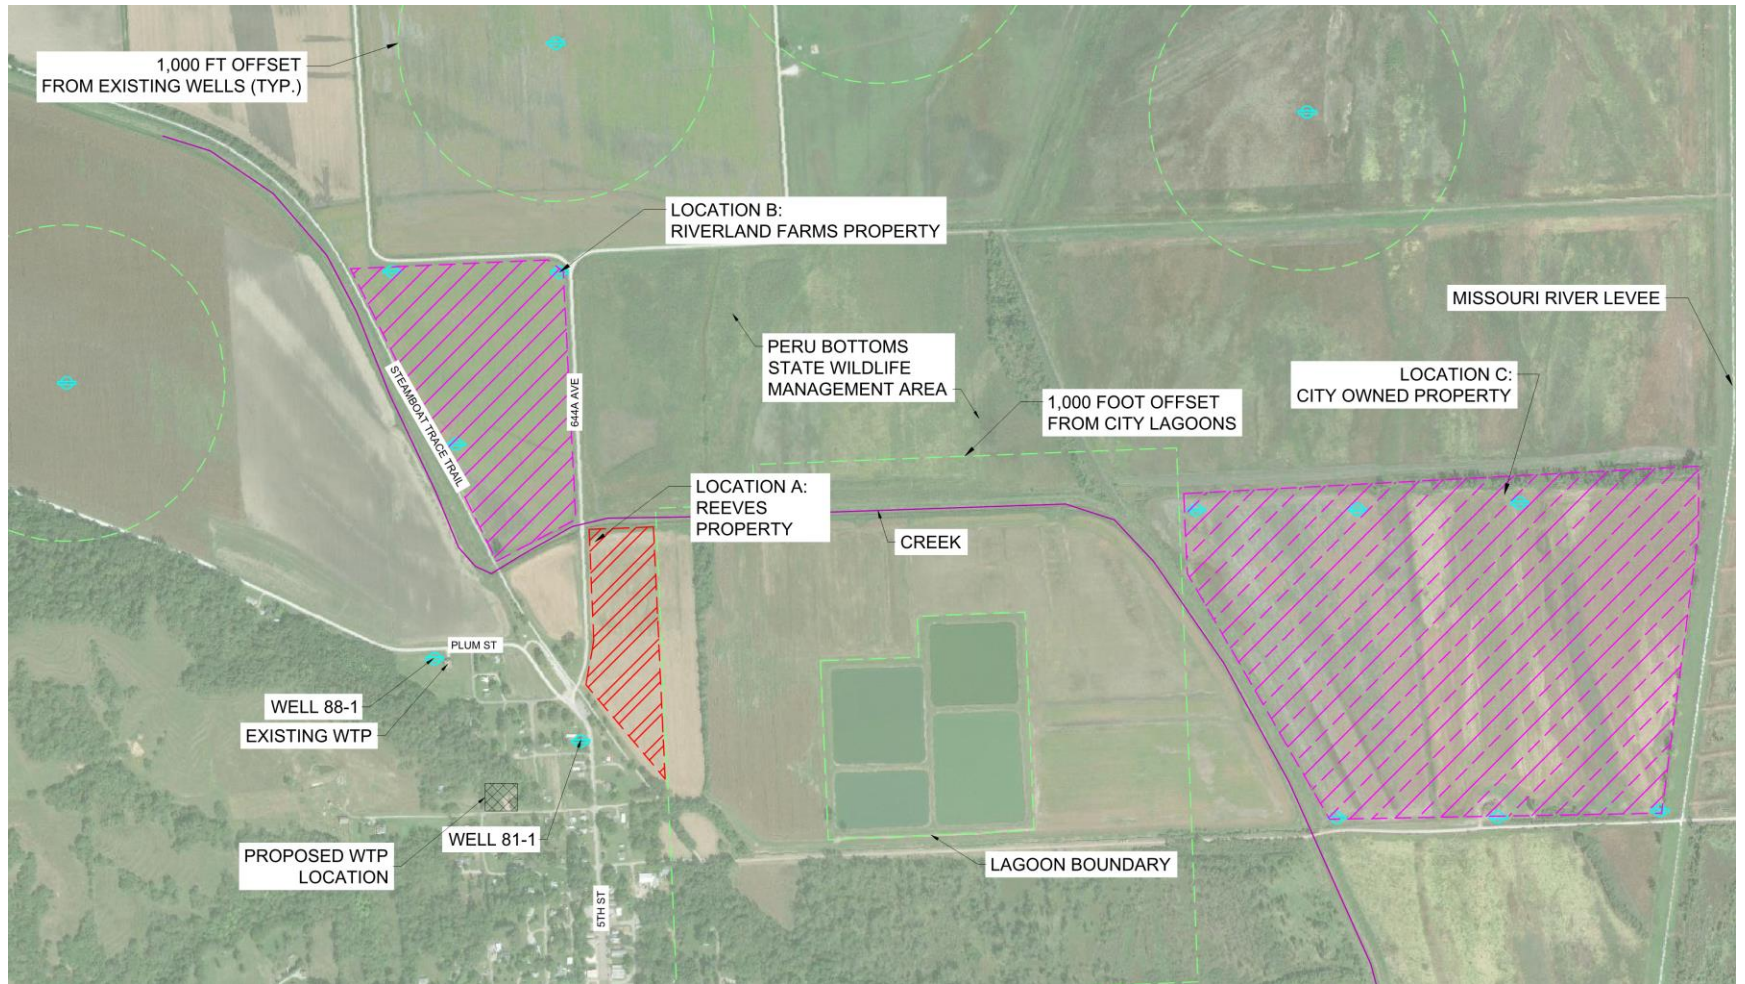 1,000 FT OFFSET
FROM EXISTING WELLS (TYP.)
LOCATION B:
RIVERLAND FARMS PROPERTY
MISSOURI RIVER LEVEE
PERU BOTTOMS
STATE WILDLIFE
MANAGEMENT AREA
LOCATION C:
CITY OWNED PROPERTY
1,000 FOOT OFFSET
FROM CITY LAGOONS
STEAMBOAT TRACE TRAIL
644A AVE
LOCATION A:
REEVES
PROPERTY
CREEK
PLUM ST
WELL 88-1
EXISTING WTP
WELL 81-1
PROPOSED WTP
LOCATION
LAGOON BOUNDARY
5TH ST